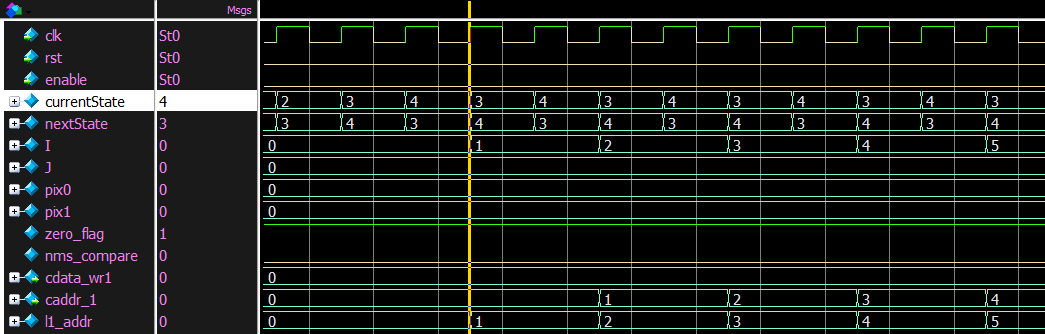 Msgs
clk St0
rst St0
enable St0
currentState 4 2 3 4 3 4 3 4 3 4 3 4 3
nextState 3 3 4 3 4 3 4 3 4 3 4 3 4
I 0 0 1 2 3 4 5
J 0 0
pix0 0 0
pix1 0 0
zero_flag 1
nms_compare 0
cdata_wr1 0 0
caddr_1 0 0 1 2 3 4
l1_addr 0 0 1 2 3 4 5